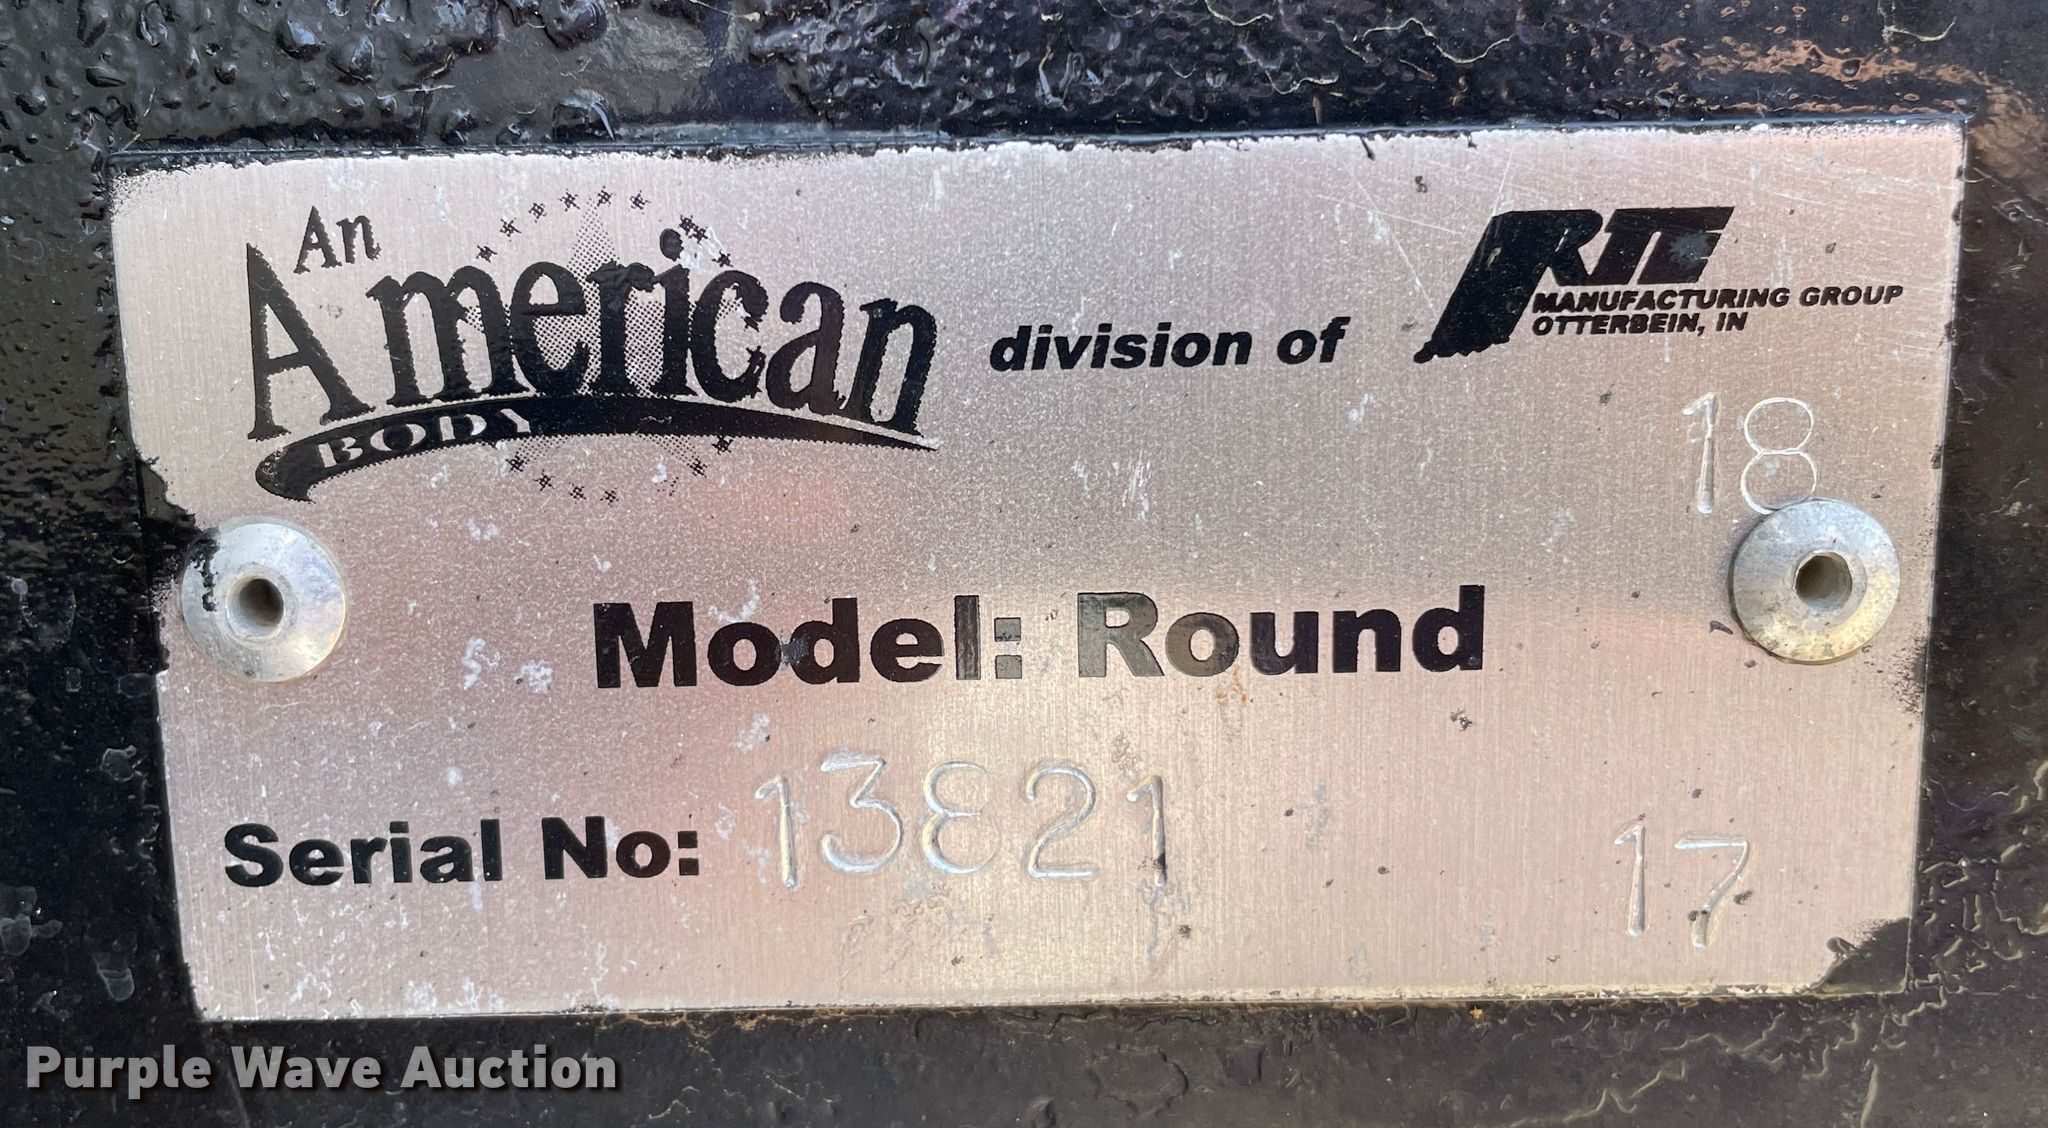 An
American
BODY
division of
RTE
MANUFACTURING GROUP
OTTERBEIN, IN
18
Model: Round
Serial No: 13821
17
Purple Wave Auction